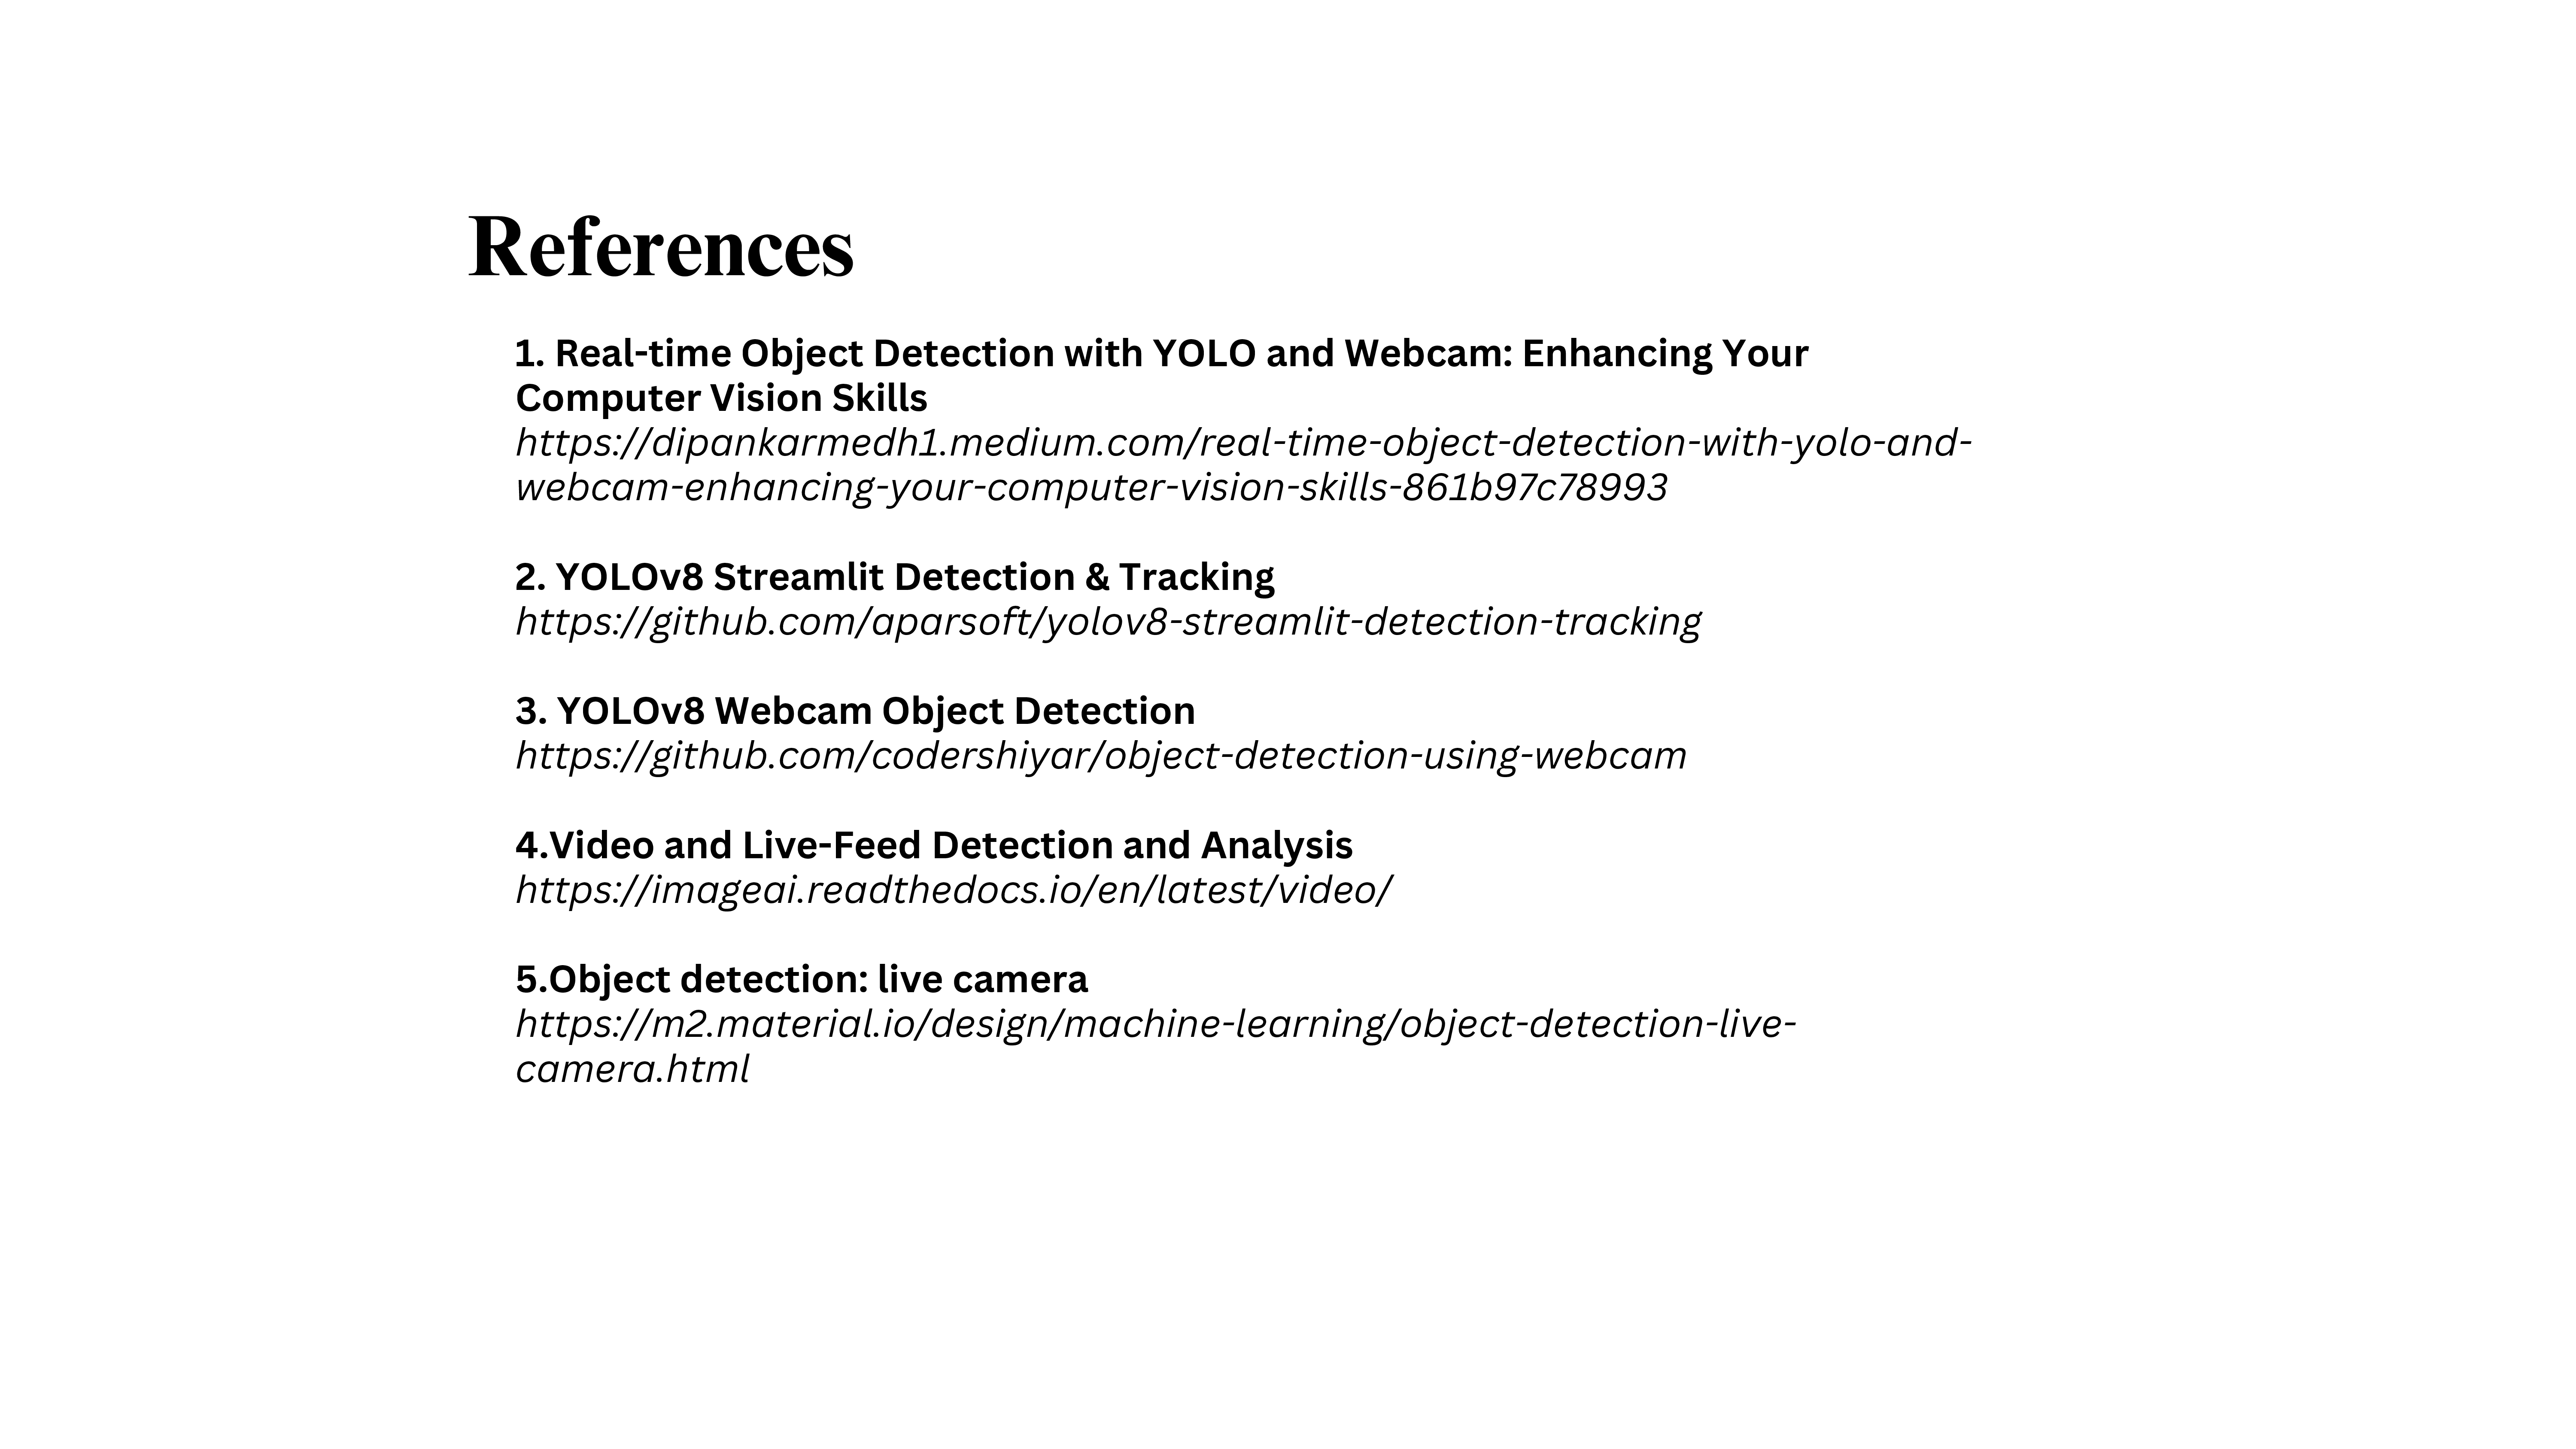 References
1. Real-time Object Detection with YOLO and Webcam: Enhancing Your
Computer Vision Skills
https://dipankarmedh1.medium.com/real-time-object-detection-with-yolo-and-
webcam-enhancing-your-computer-vision-skills-861b97c78993
2. YOLOv8 Streamlit Detection & Tracking
https://github.com/aparsoft/yolov8-streamlit-detection-tracking
3. YOLOv8 Webcam Object Detection
https://github.com/codershiyar/object-detection-using-webcam
4.Video and Live-Feed Detection and Analysis
https://imageai.readthedocs.io/en/latest/video/
5.Object detection: live camera
https://m2.material.io/design/machine-learning/object-detection-live-
camera.html